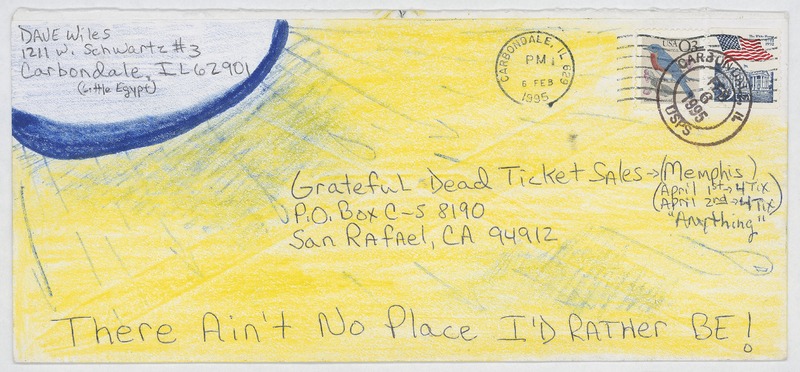 DAVE Wiles
1211 W. Schwartz #3
Carbondale, IL 62901
(Little Egypt)
CARBONDALE, IL 629
PM
6 FEB
1995
USA 03
CARBONDALE, IL
FEB
6
1995
USPS
Grateful Dead Ticket Sales → (Memphis)
(April 1st → 4 Tix)
(April 2nd → 4 Tix)
P.O. Box C-S 8190
"Anything"
San Rafael, CA 94912
There Ain't No Place I'D RATHER BE!